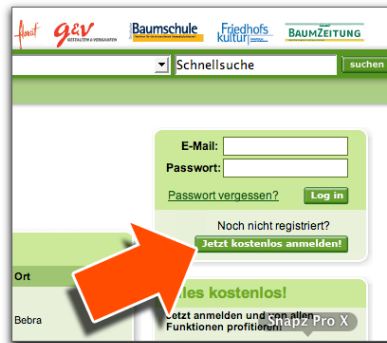 g&v
GESTALTEN & VERKAUFEN
Baumschule
Friedhofs
kultur
BAUMZEITUNG
Schnellsuche
suchen
E-Mail:
Passwort:
Passwort vergessen?
Log in
Noch nicht registriert?
Jetzt kostenlos anmelden!
Alles kostenlos!
Ort
Jetzt anmelden und von allen
Funktionen profitieren!
Bebra
Snapz Pro X